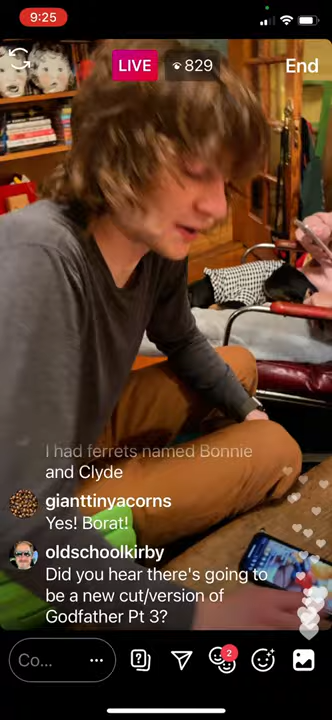 9:25
LIVE
829
End
I had ferrets named Bonnie
and Clyde
gianttinyacorns
Yes! Borat!
oldschoolkirby
Did you hear there's going to
be a new cut/version of
Godfather Pt 3?
Co...
2